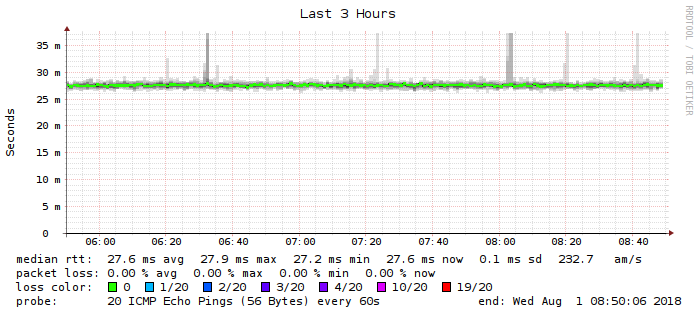 Last 3 Hours
RRDTOOL / TOBI OETIKER
Seconds
35 m
30 m
25 m
20 m
15 m
10 m
5 m
0
06:00 06:20 06:40 07:00 07:20 07:40 08:00 08:20 08:40
median rtt: 27.6 ms avg 27.9 ms max 27.2 ms min 27.6 ms now 0.1 ms sd 232.7 am/s
packet loss: 0.00 % avg 0.00 % max 0.00 % min 0.00 % now
loss color: 0 1/20 2/20 3/20 4/20 10/20 19/20
probe: 20 ICMP Echo Pings (56 Bytes) every 60s end: Wed Aug 1 08:50:06 2018